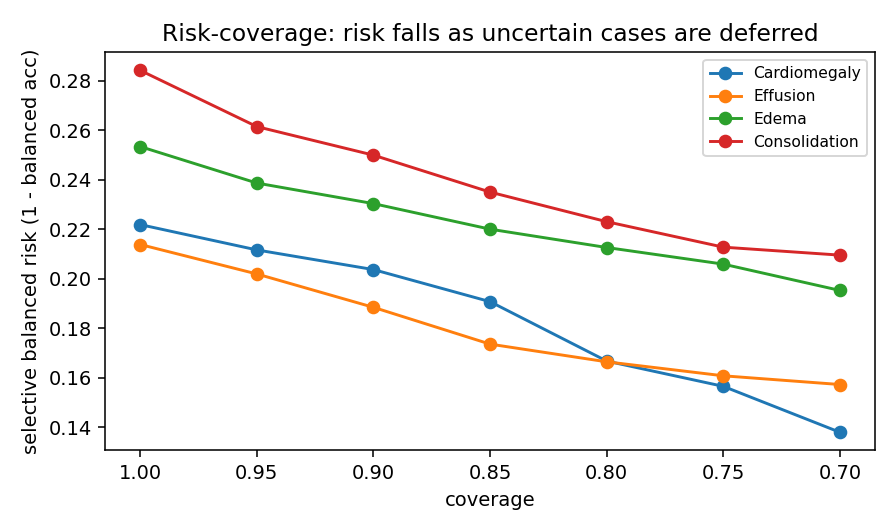 Risk-coverage: risk falls as uncertain cases are deferred
selective balanced risk (1 - balanced acc)
0.28
0.26
0.24
0.22
0.20
0.18
0.16
0.14
Cardiomegaly
Effusion
Edema
Consolidation
1.00 0.95 0.90 0.85 0.80 0.75 0.70
coverage